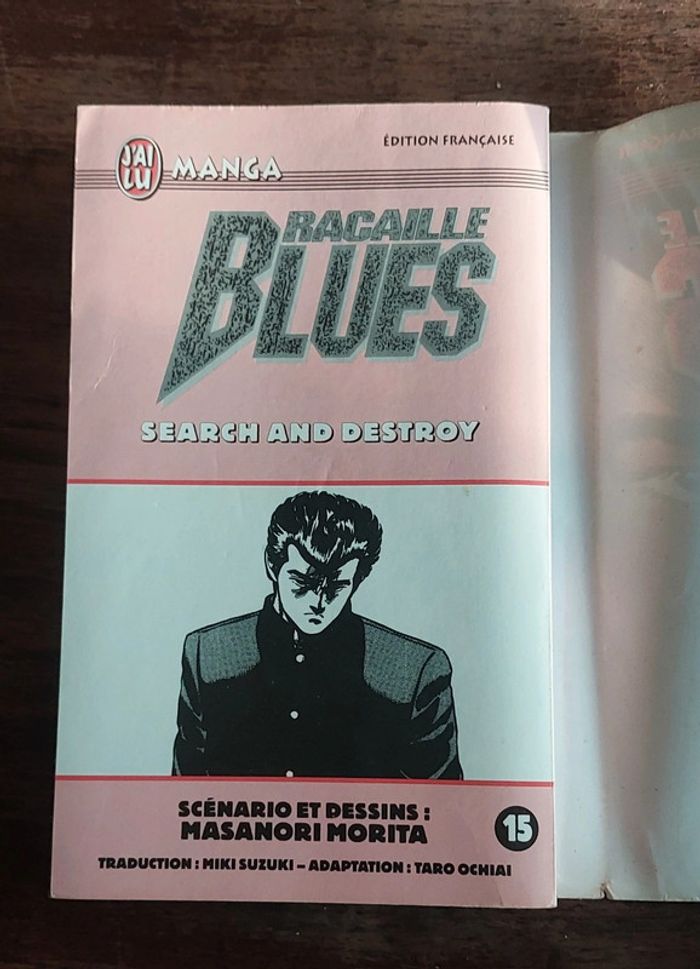 J'AI
LU
MANGA
ÉDITION FRANÇAISE
RACAILLE
BLUES
SEARCH AND DESTROY
SCÉNARIO ET DESSINS :
MASANORI MORITA
15
TRADUCTION : MIKI SUZUKI – ADAPTATION : TARO OCHIAI